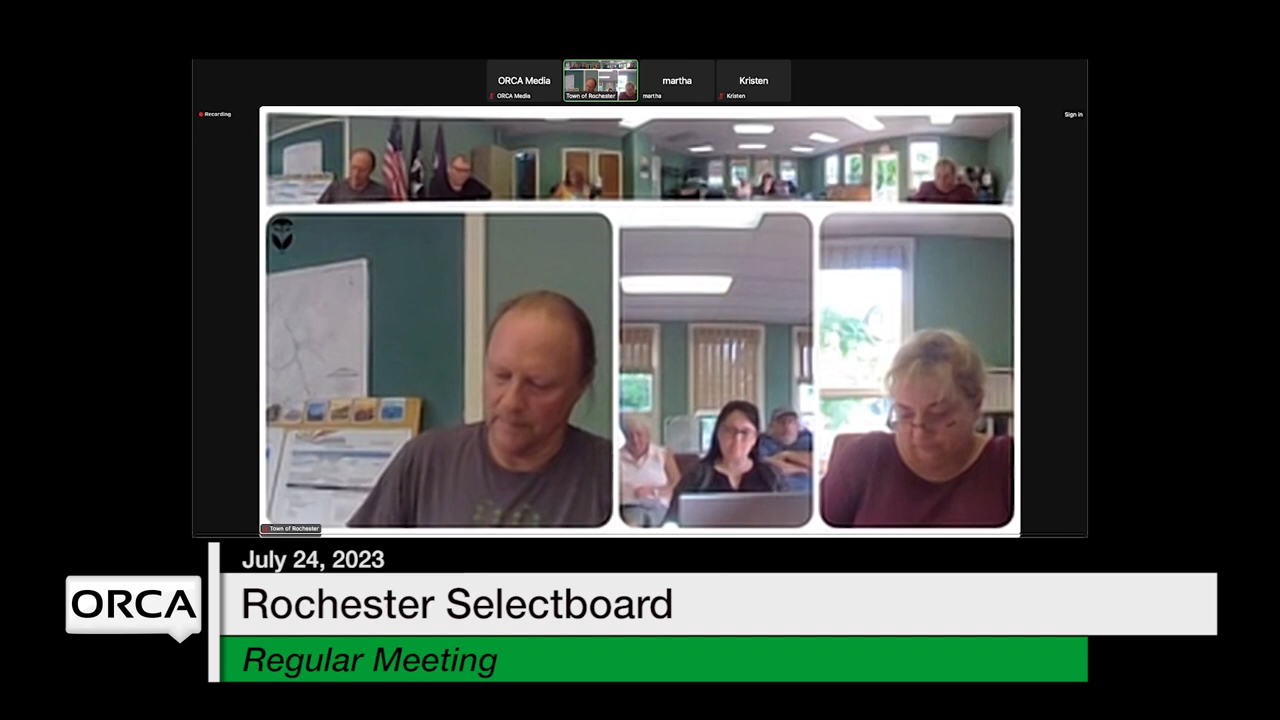 ORCA Media
martha
Kristen
ORCA Media
Town of Rochester
martha
Kristen
Recording
Sign in
Town of Rochester
July 24, 2023
ORCA
Rochester Selectboard
Regular Meeting